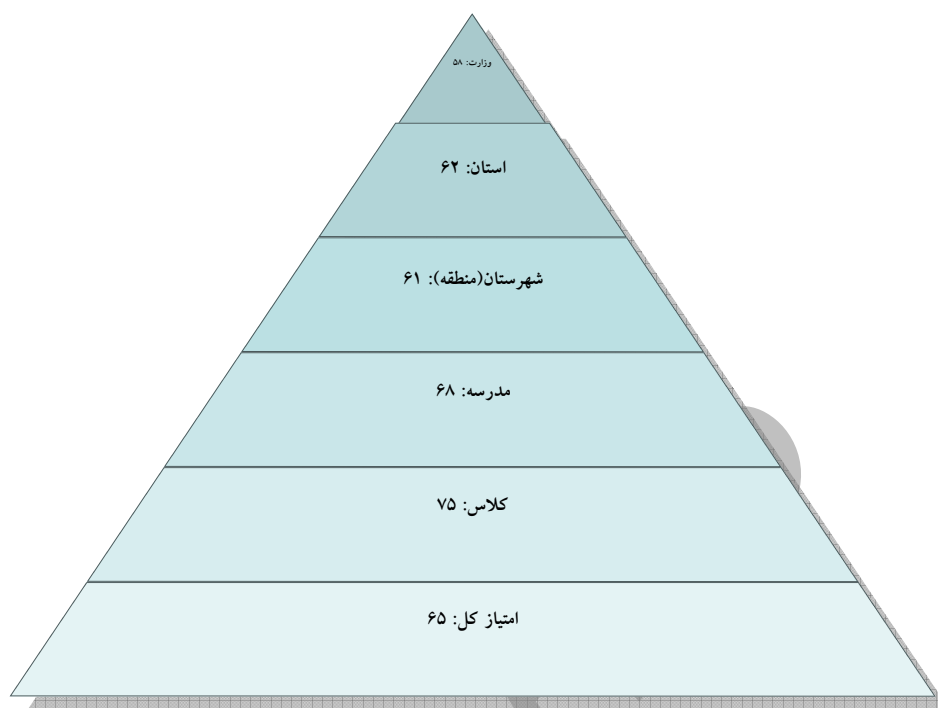 وزارت: ۵۸
استان: ۶۲
شهرستان(منطقه): ۶۱
مدرسه: ۶۸
کلاس: ۷۵
امتیاز کل: ۶۵